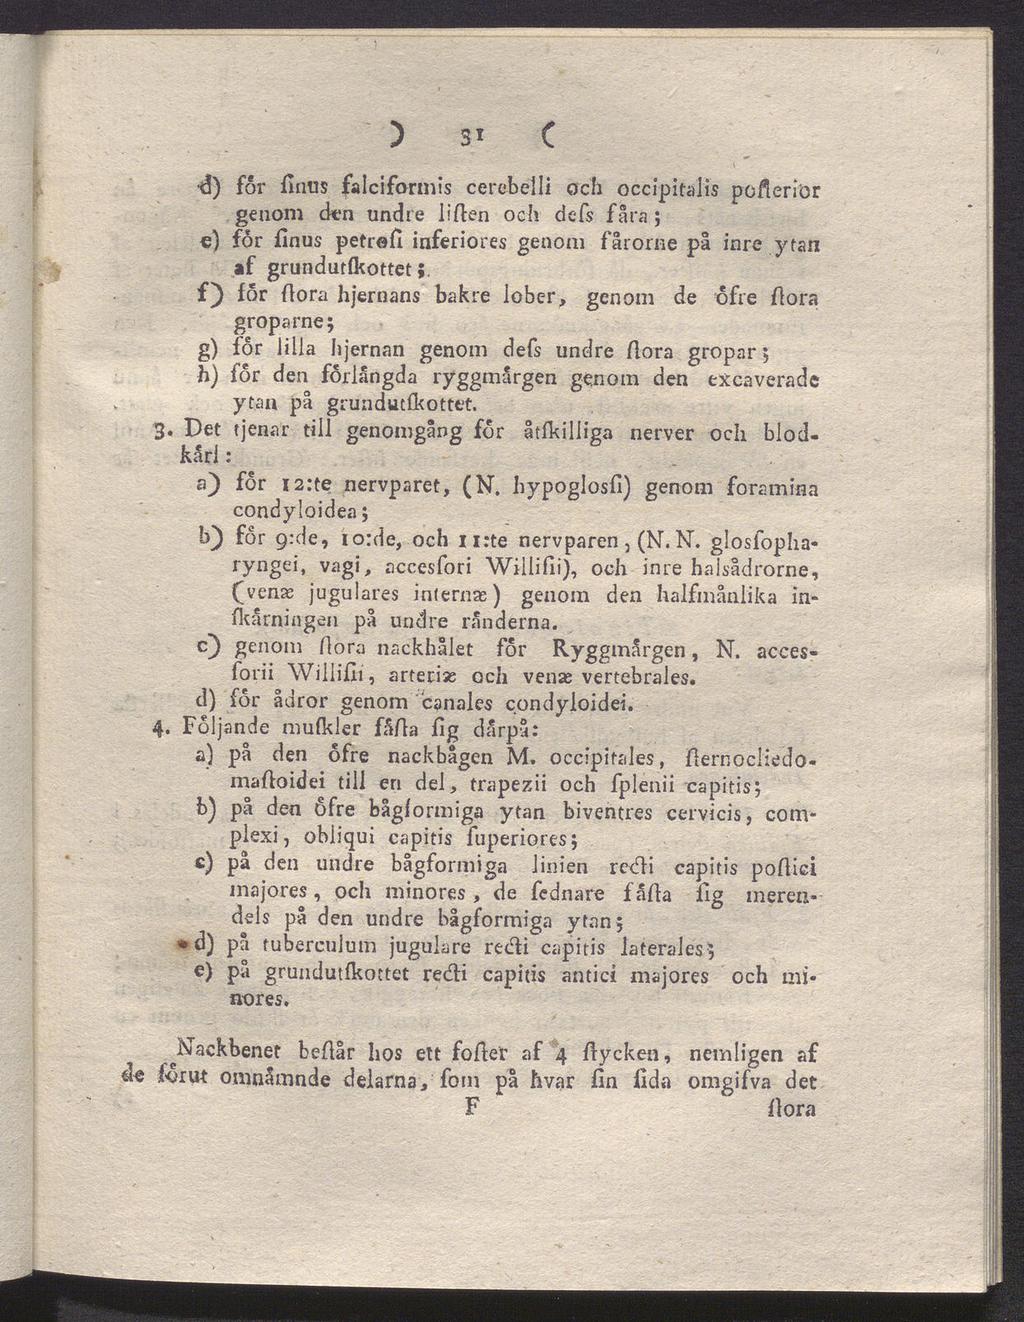 ) 31 (
d) för ſinus falciformis cerebelli och occipitalis poſterior
genom den undre liſten och deſs fåra;
e) för ſinus petroſi inferiores genom fårorne på inre ytan
af grundutſkottet;
f) för ſtora hjernans bakre lober, genom de öfre ſtora
groparne;
g) för lilla hjernan genom deſs undre ſtora gropar;
h) för den förlängda ryggmärgen genom den excaverade
ytan på grundutſkottet.
3. Det tjenar till genomgång för åtſkilliga nerver och blod-
kärl:
a) för 12:te nervparet, (N. hypoglosſi) genom foramina
condyloidea;
b) för 9:de, 10:de, och 11:te nervparen, (N. N. glosſopha-
ryngei, vagi, accesſori Williſii), och inre halsådrorne,
(venæ jugulares internæ) genom den halfmånlika in-
ſkärningen på undre ränderna.
c) genom ſtora nackhålet för Ryggmärgen, N. acces-
ſorii Williſii, arteriæ och venæ vertebrales.
d) för ådror genom canales condyloidei.
4. Följande muſkler fäſta ſig därpå:
a) på den öfre nackbågen M. occipitales, ſternocliedo-
maſtoidei till en del, trapezii och ſplenii capitis;
b) på den öfre bågformiga ytan biventres cervicis, com-
plexi, obliqui capitis ſuperiores;
c) på den undre bågformiga linien recti capitis poſtici
majores, och minores, de ſednare fäſta ſig meren-
dels på den undre bågformiga ytan;
d) på tuberculum jugulare recti capitis laterales;
e) på grundutſkottet recti capitis antici majores och mi-
nores.
Nackbenet beſtår hos ett foſter af 4 ſtycken, nemligen af
de förut omnämnde delarna, ſom på hvar ſin ſida omgifva det
F ſtora